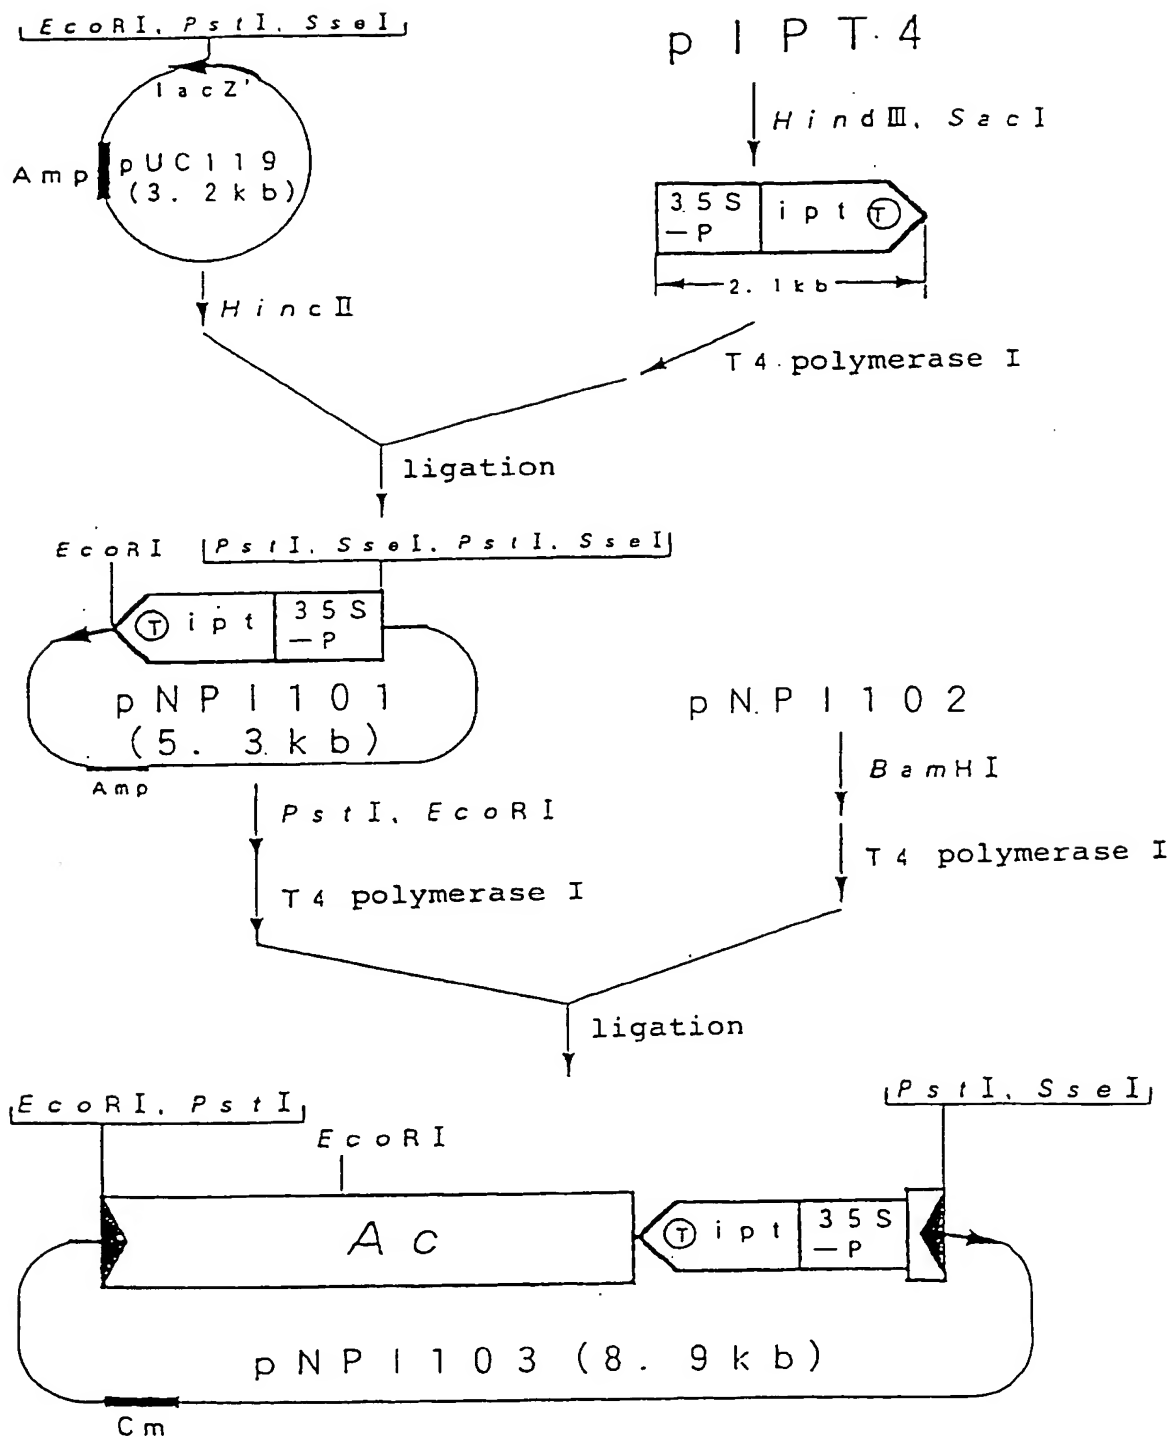 EcoRI, PstI, SseI
lacZ'
Amp
pUC119
(3.2kb)
HincII
pIPT4
HindIII, SacI
35S
—P
ipt
T
2.1kb
T4 polymerase I
ligation
EcoRI
PstI, SseI, PstI, SseI
T
ipt
35S
—P
pNPI101
(5.3kb)
Amp
PstI, EcoRI
T4 polymerase I
pNPI102
BamHI
T4 polymerase I
ligation
EcoRI, PstI
EcoRI
PstI, SseI
Ac
T
ipt
35S
—P
pNPI103 (8.9kb)
Cm